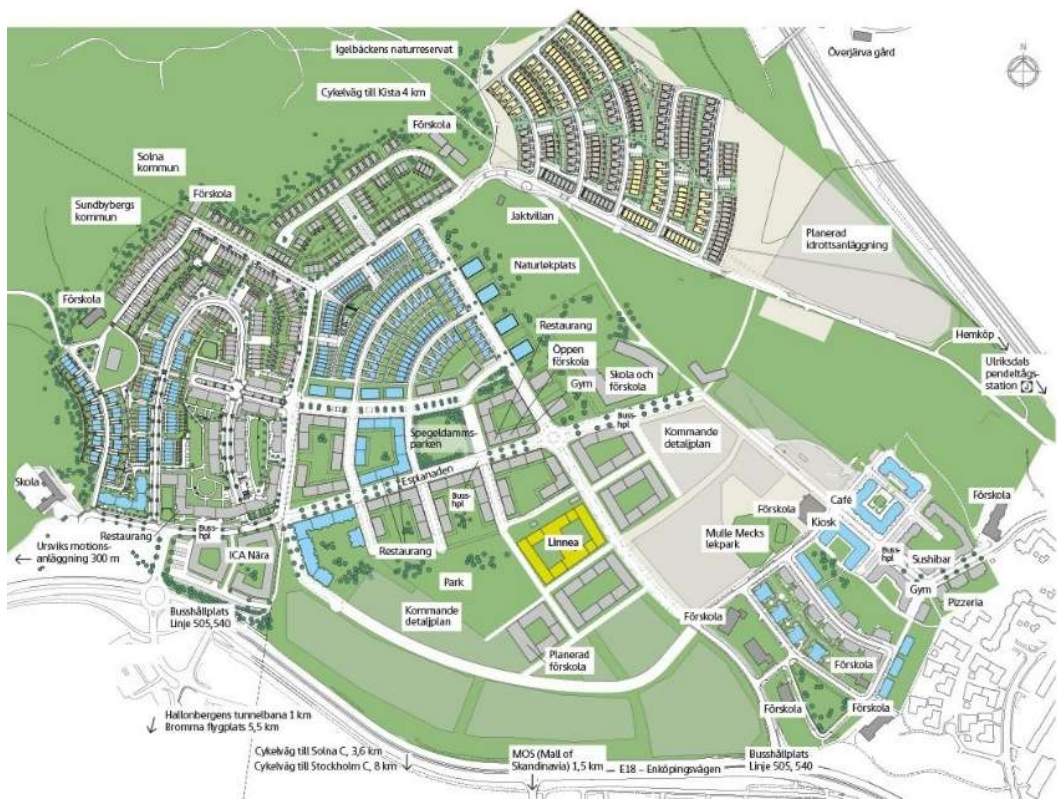 Igelbäckens naturreservat
Överjärva gård
N
Cykelväg till Kista 4 km
Förskola
Solna
kommun
Förskola
Sundbybergs
kommun
Jaktvillan
Planerad
idrottsanläggning
Naturlekplats
Förskola
Restaurang
Hemköp
Öppen
förskola
Ulriksdals
pendeltågs-
station
Gym
Skola och
förskola
Buss-
hpl
Kommande
detaljplan
Spegeldamms-
parken
Esplanaden
Skola
Buss-
hpl
Café
Förskola
Förskola
Kiosk
Buss-
hpl
Restaurang
Linnea
Mulle Mecks
lekpark
Buss-
hpl
Sushibar
Ursviks motions-
anläggning 300 m
ICA Nära
Restaurang
Park
Gym
Pizzeria
Busshållplats
Linje 505,540
Kommande
detaljplan
Förskola
Planerad
förskola
Förskola
Förskola
Förskola
Hallonbergens tunnelbana 1 km
Bromma flygplats 5,5 km
Cykelväg till Solna C, 3,6 km
Cykelväg till Stockholm C, 8 km
MOS (Mall of
Skandinavia) 1,5 km
E18 – Enköpingsvägen
Busshållplats
Linje 505, 540